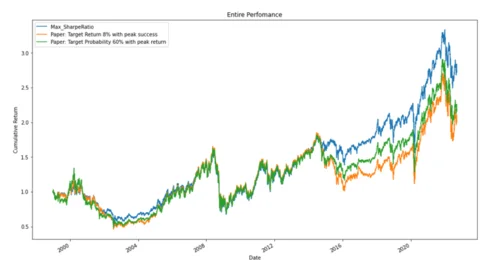 Entire Perfomance
Max_SharpeRatio
Paper: Target Return 8% with peak success
Paper: Target Probability 60% with peak return
Cumulative Return
3.0
2.5
2.0
1.5
1.0
0.5
2000
2004
2008
2012
2016
2020
Date